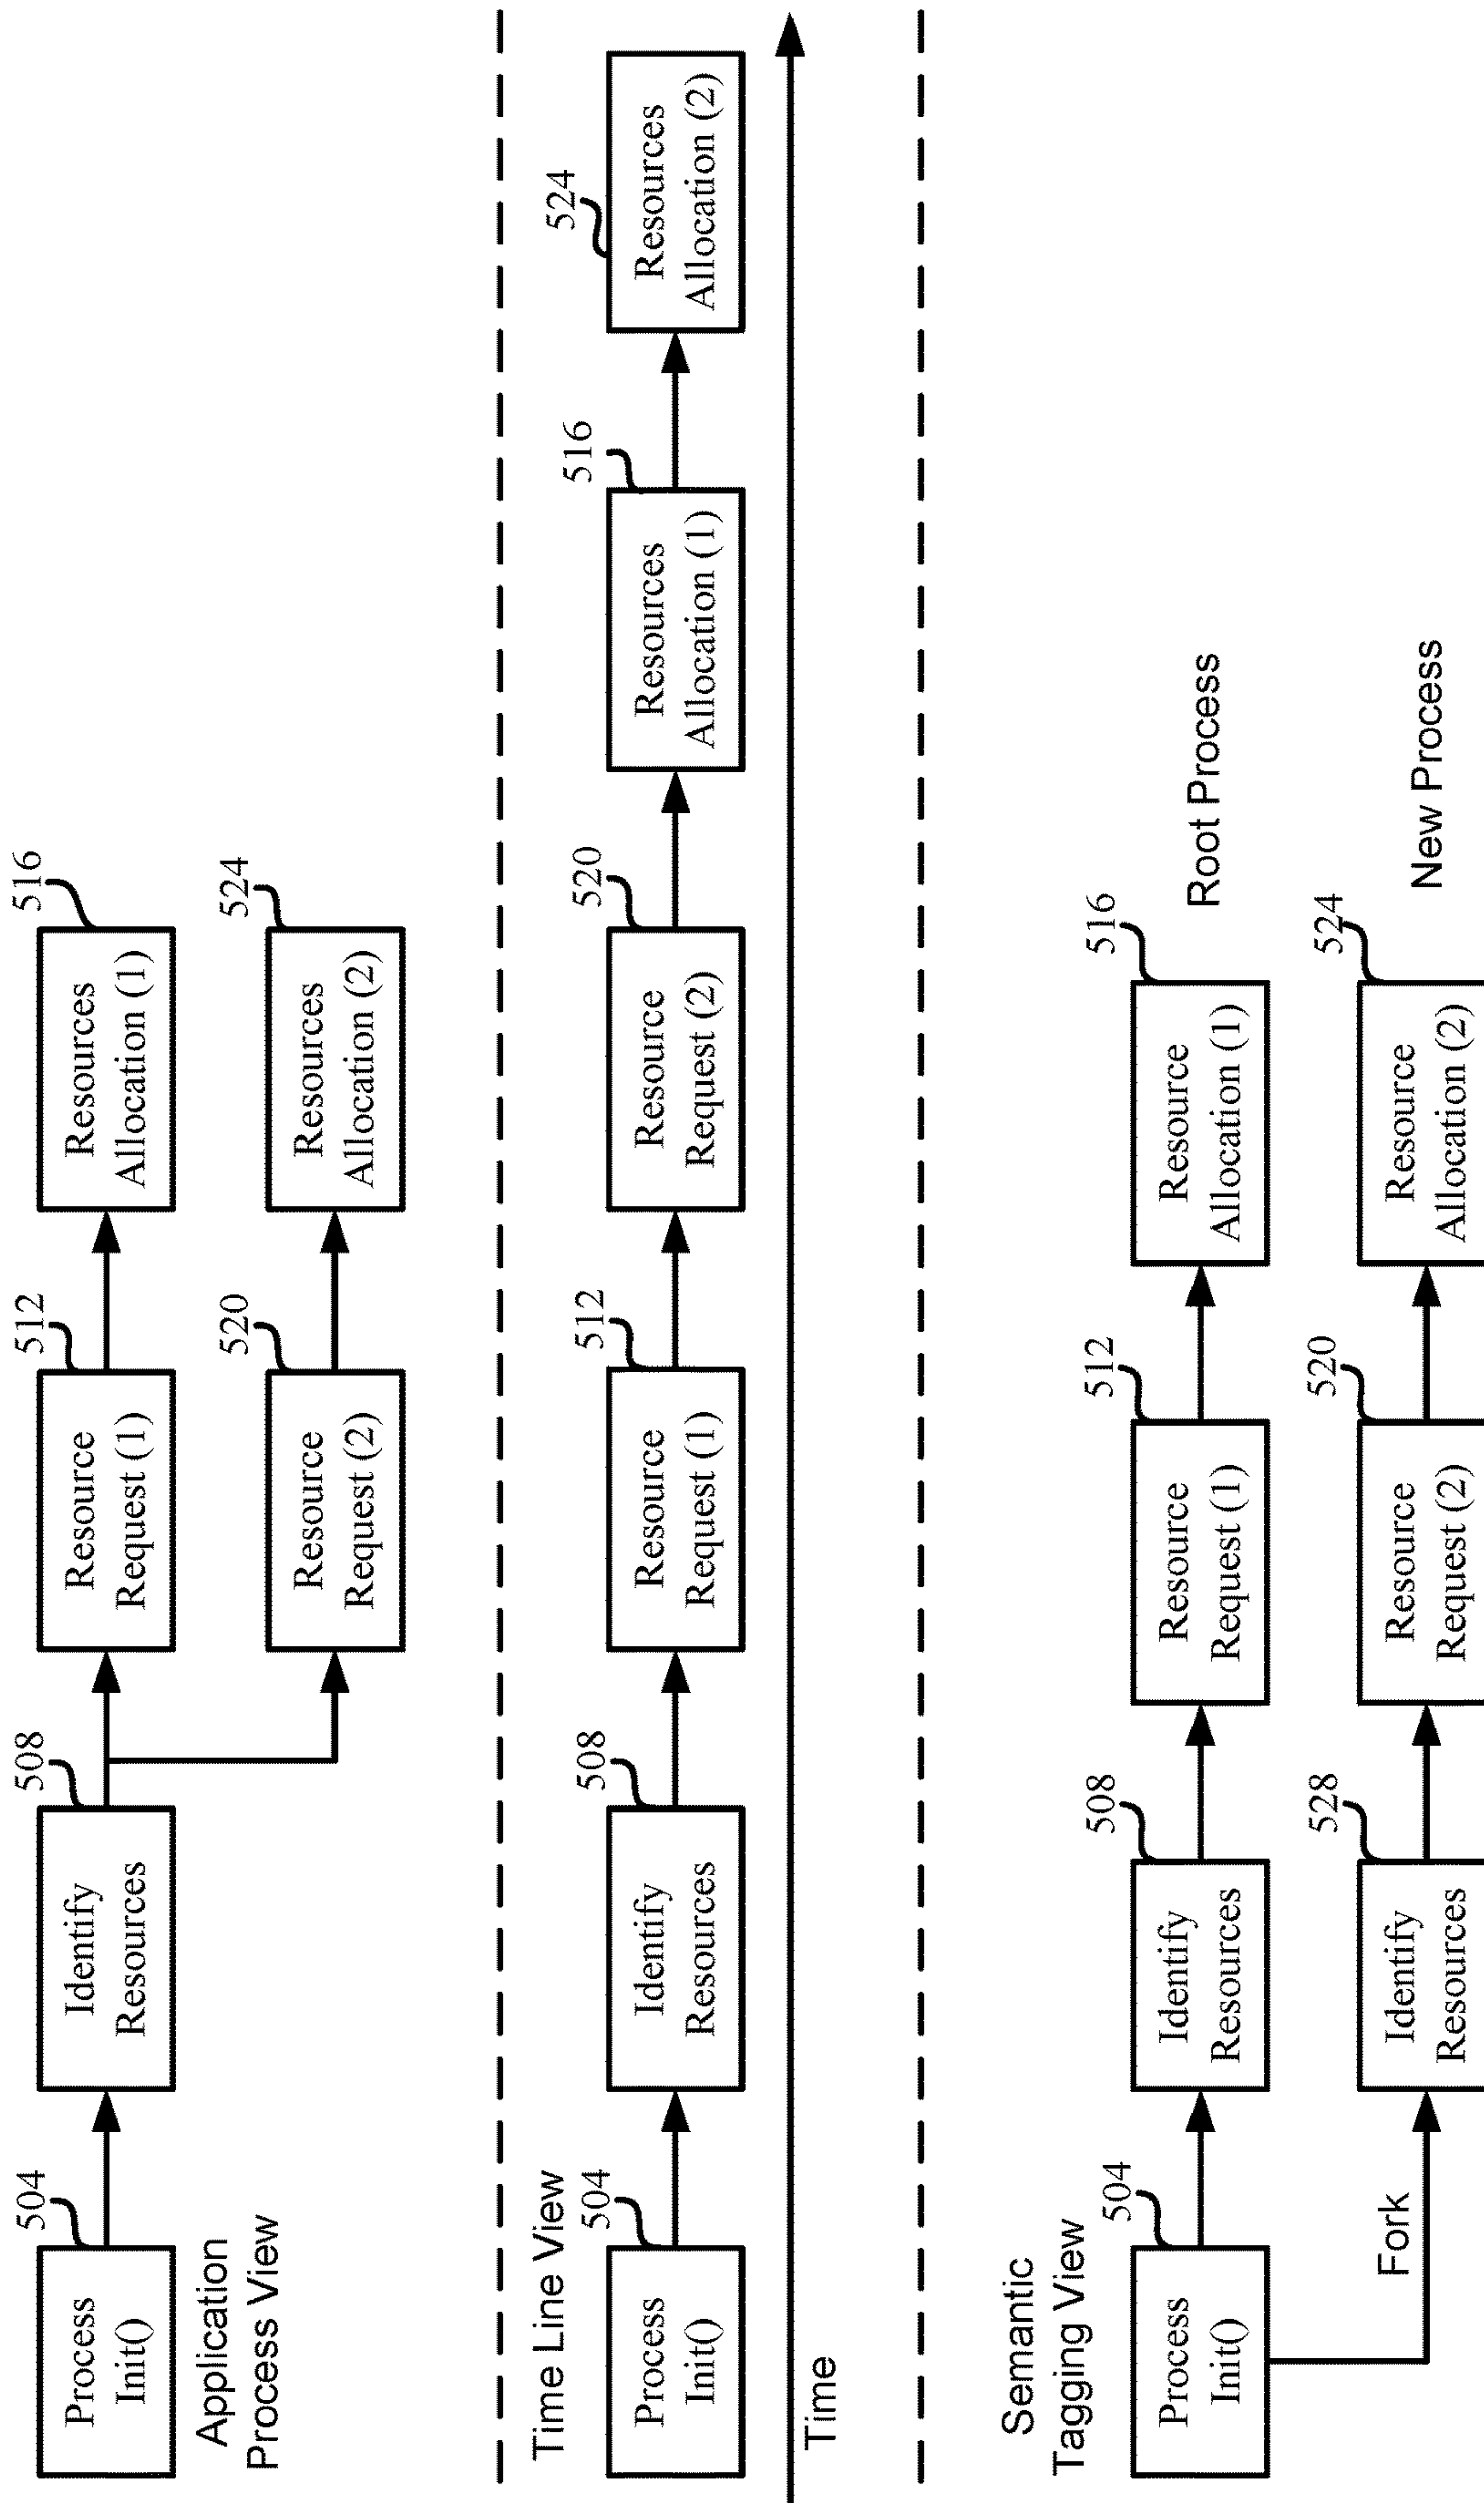 504
508
512
516
Process
Init()
Identify
Resources
Resource
Request (1)
Resources
Allocation (1)
Application
Process View
520
524
Resource
Request (2)
Resources
Allocation (2)
Time Line View
504
508
512
520
516
524
Process
Init()
Identify
Resources
Resource
Request (1)
Resource
Request (2)
Resources
Allocation (1)
Resources
Allocation (2)
Time
Semantic
Tagging View
504
508
512
516
Process
Init()
Identify
Resources
Resource
Request (1)
Resource
Allocation (1)
Root Process
Fork
528
520
524
Identify
Resources
Resource
Request (2)
Resource
Allocation (2)
New Process